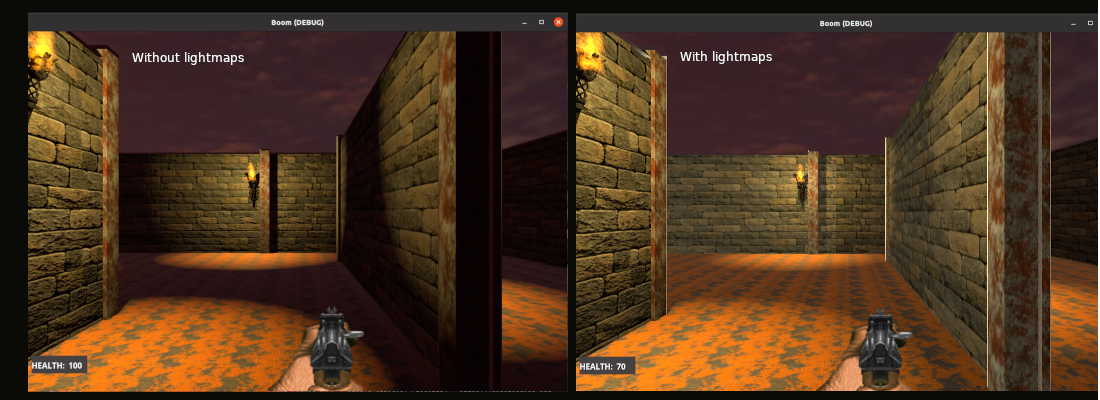 Boom (DEBUG)
Without lightmaps
HEALTH: 100
Boom (DEBUG)
With lightmaps
HEALTH: 70